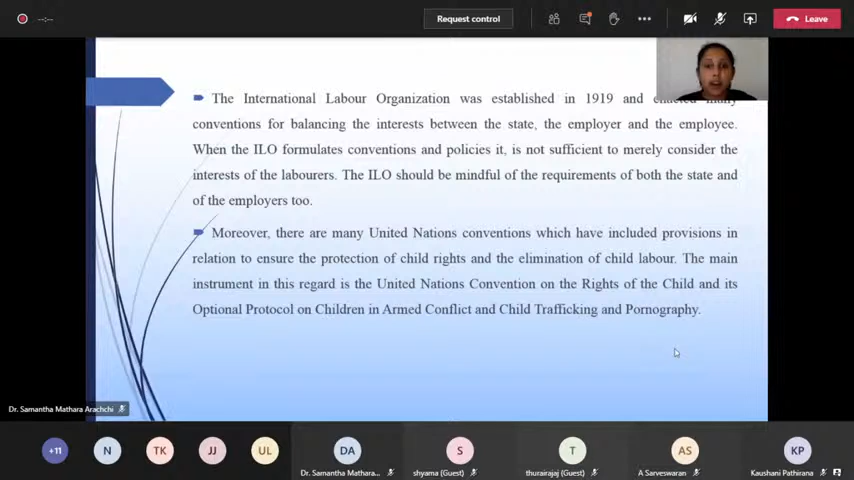 --:--
Request control
Leave
The International Labour Organization was established in 1919 and enacted many
conventions for balancing the interests between the state, the employer and the employee.
When the ILO formulates conventions and policies it, is not sufficient to merely consider the
interests of the labourers. The ILO should be mindful of the requirements of both the state and
of the employers too.
Moreover, there are many United Nations conventions which have included provisions in
relation to ensure the protection of child rights and the elimination of child labour. The main
instrument in this regard is the United Nations Convention on the Rights of the Child and its
Optional Protocol on Children in Armed Conflict and Child Trafficking and Pornography.
Dr. Samantha Mathara Arachchi
+11 N TK JJ UL DA S T AS KP
Dr. Samantha Mathara... shyama (Guest) thurairajaj (Guest) A Sarveswaran Kaushani Pathirana